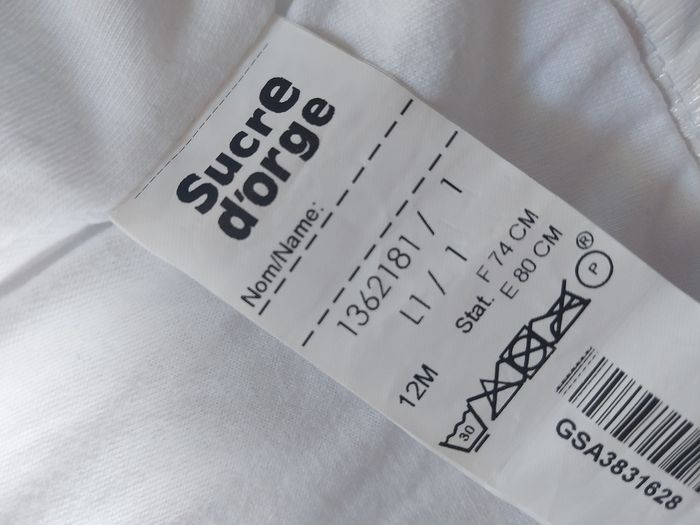 Sucre
d'orge
Nom/Name:
1362181 / 1
L1 / 1
12M
Stat. F 74 CM
E 80 CM
30
P
®
GSA3831628